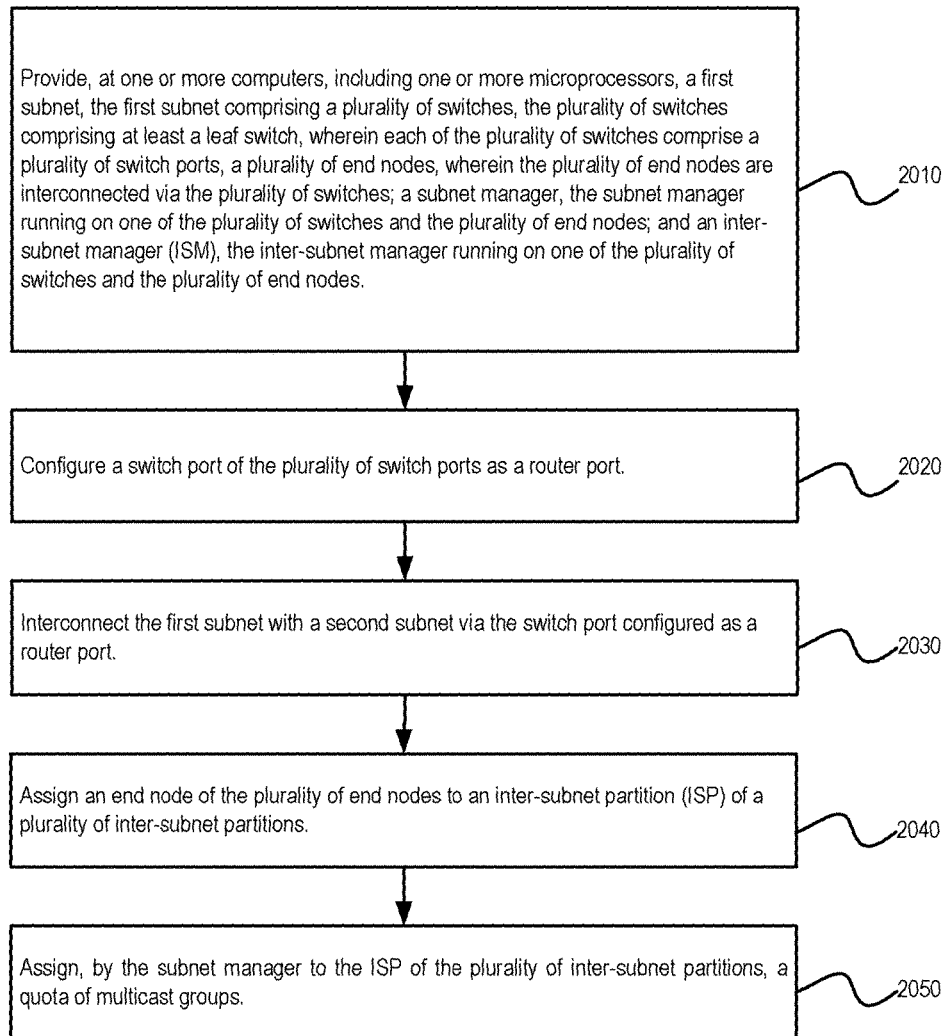 Provide, at one or more computers, including one or more microprocessors, a first
subnet, the first subnet comprising a plurality of switches, the plurality of switches
comprising at least a leaf switch, wherein each of the plurality of switches comprise a
plurality of switch ports, a plurality of end nodes, wherein the plurality of end nodes are
interconnected via the plurality of switches; a subnet manager, the subnet manager
running on one of the plurality of switches and the plurality of end nodes; and an inter-
subnet manager (ISM), the inter-subnet manager running on one of the plurality of
switches and the plurality of end nodes.
2010
Configure a switch port of the plurality of switch ports as a router port.
2020
Interconnect the first subnet with a second subnet via the switch port configured as a
router port.
2030
Assign an end node of the plurality of end nodes to an inter-subnet partition (ISP) of a
plurality of inter-subnet partitions.
2040
Assign, by the subnet manager to the ISP of the plurality of inter-subnet partitions, a
quota of multicast groups.
2050